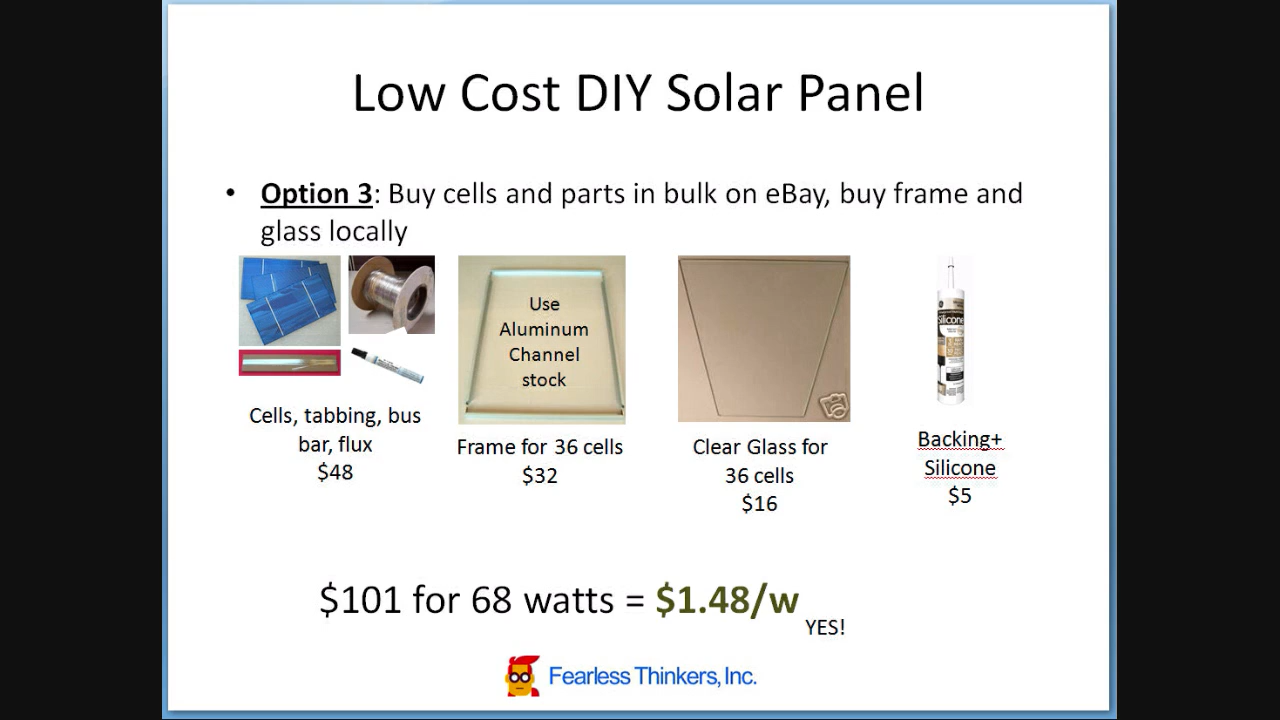 Low Cost DIY Solar Panel
• Option 3: Buy cells and parts in bulk on eBay, buy frame and
glass locally
Use
Aluminum
Channel
stock
Silicone
Cells, tabbing, bus
bar, flux
$48
Frame for 36 cells
$32
Clear Glass for
36 cells
$16
Backing+
Silicone
$5
$101 for 68 watts = $1.48/w
YES!
Fearless Thinkers, Inc.